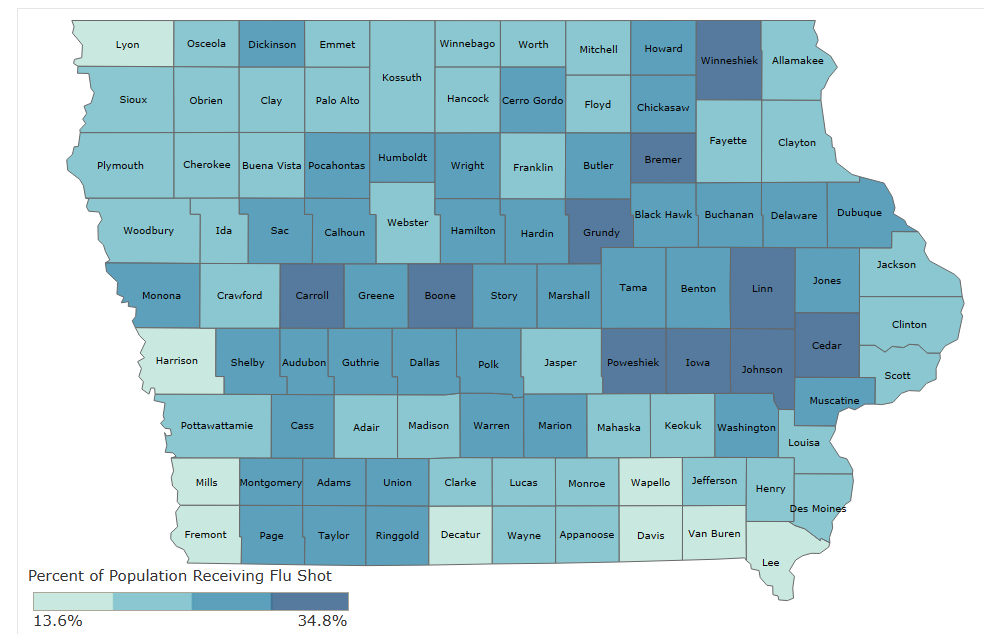 Lyon Osceola Dickinson Emmet Winnebago Worth Mitchell Howard Winneshiek Allamakee
Kossuth
Sioux Obrien Clay Palo Alto Hancock Cerro Gordo Floyd Chickasaw
Plymouth Cherokee Buena Vista Pocahontas Humboldt Wright Franklin Butler Bremer Fayette Clayton
Woodbury Ida Sac Calhoun Webster Hamilton Hardin Grundy Black Hawk Buchanan Delaware Dubuque
Monona Crawford Carroll Greene Boone Story Marshall Tama Benton Linn Jones Jackson
Clinton
Harrison Shelby Audubon Guthrie Dallas Polk Jasper Poweshiek Iowa Johnson Cedar Scott
Muscatine
Pottawattamie Cass Adair Madison Warren Marion Mahaska Keokuk Washington Louisa
Mills Montgomery Adams Union Clarke Lucas Monroe Wapello Jefferson Henry Des Moines
Fremont Page Taylor Ringgold Decatur Wayne Appanoose Davis Van Buren Lee
Percent of Population Receiving Flu Shot
13.6% 34.8%